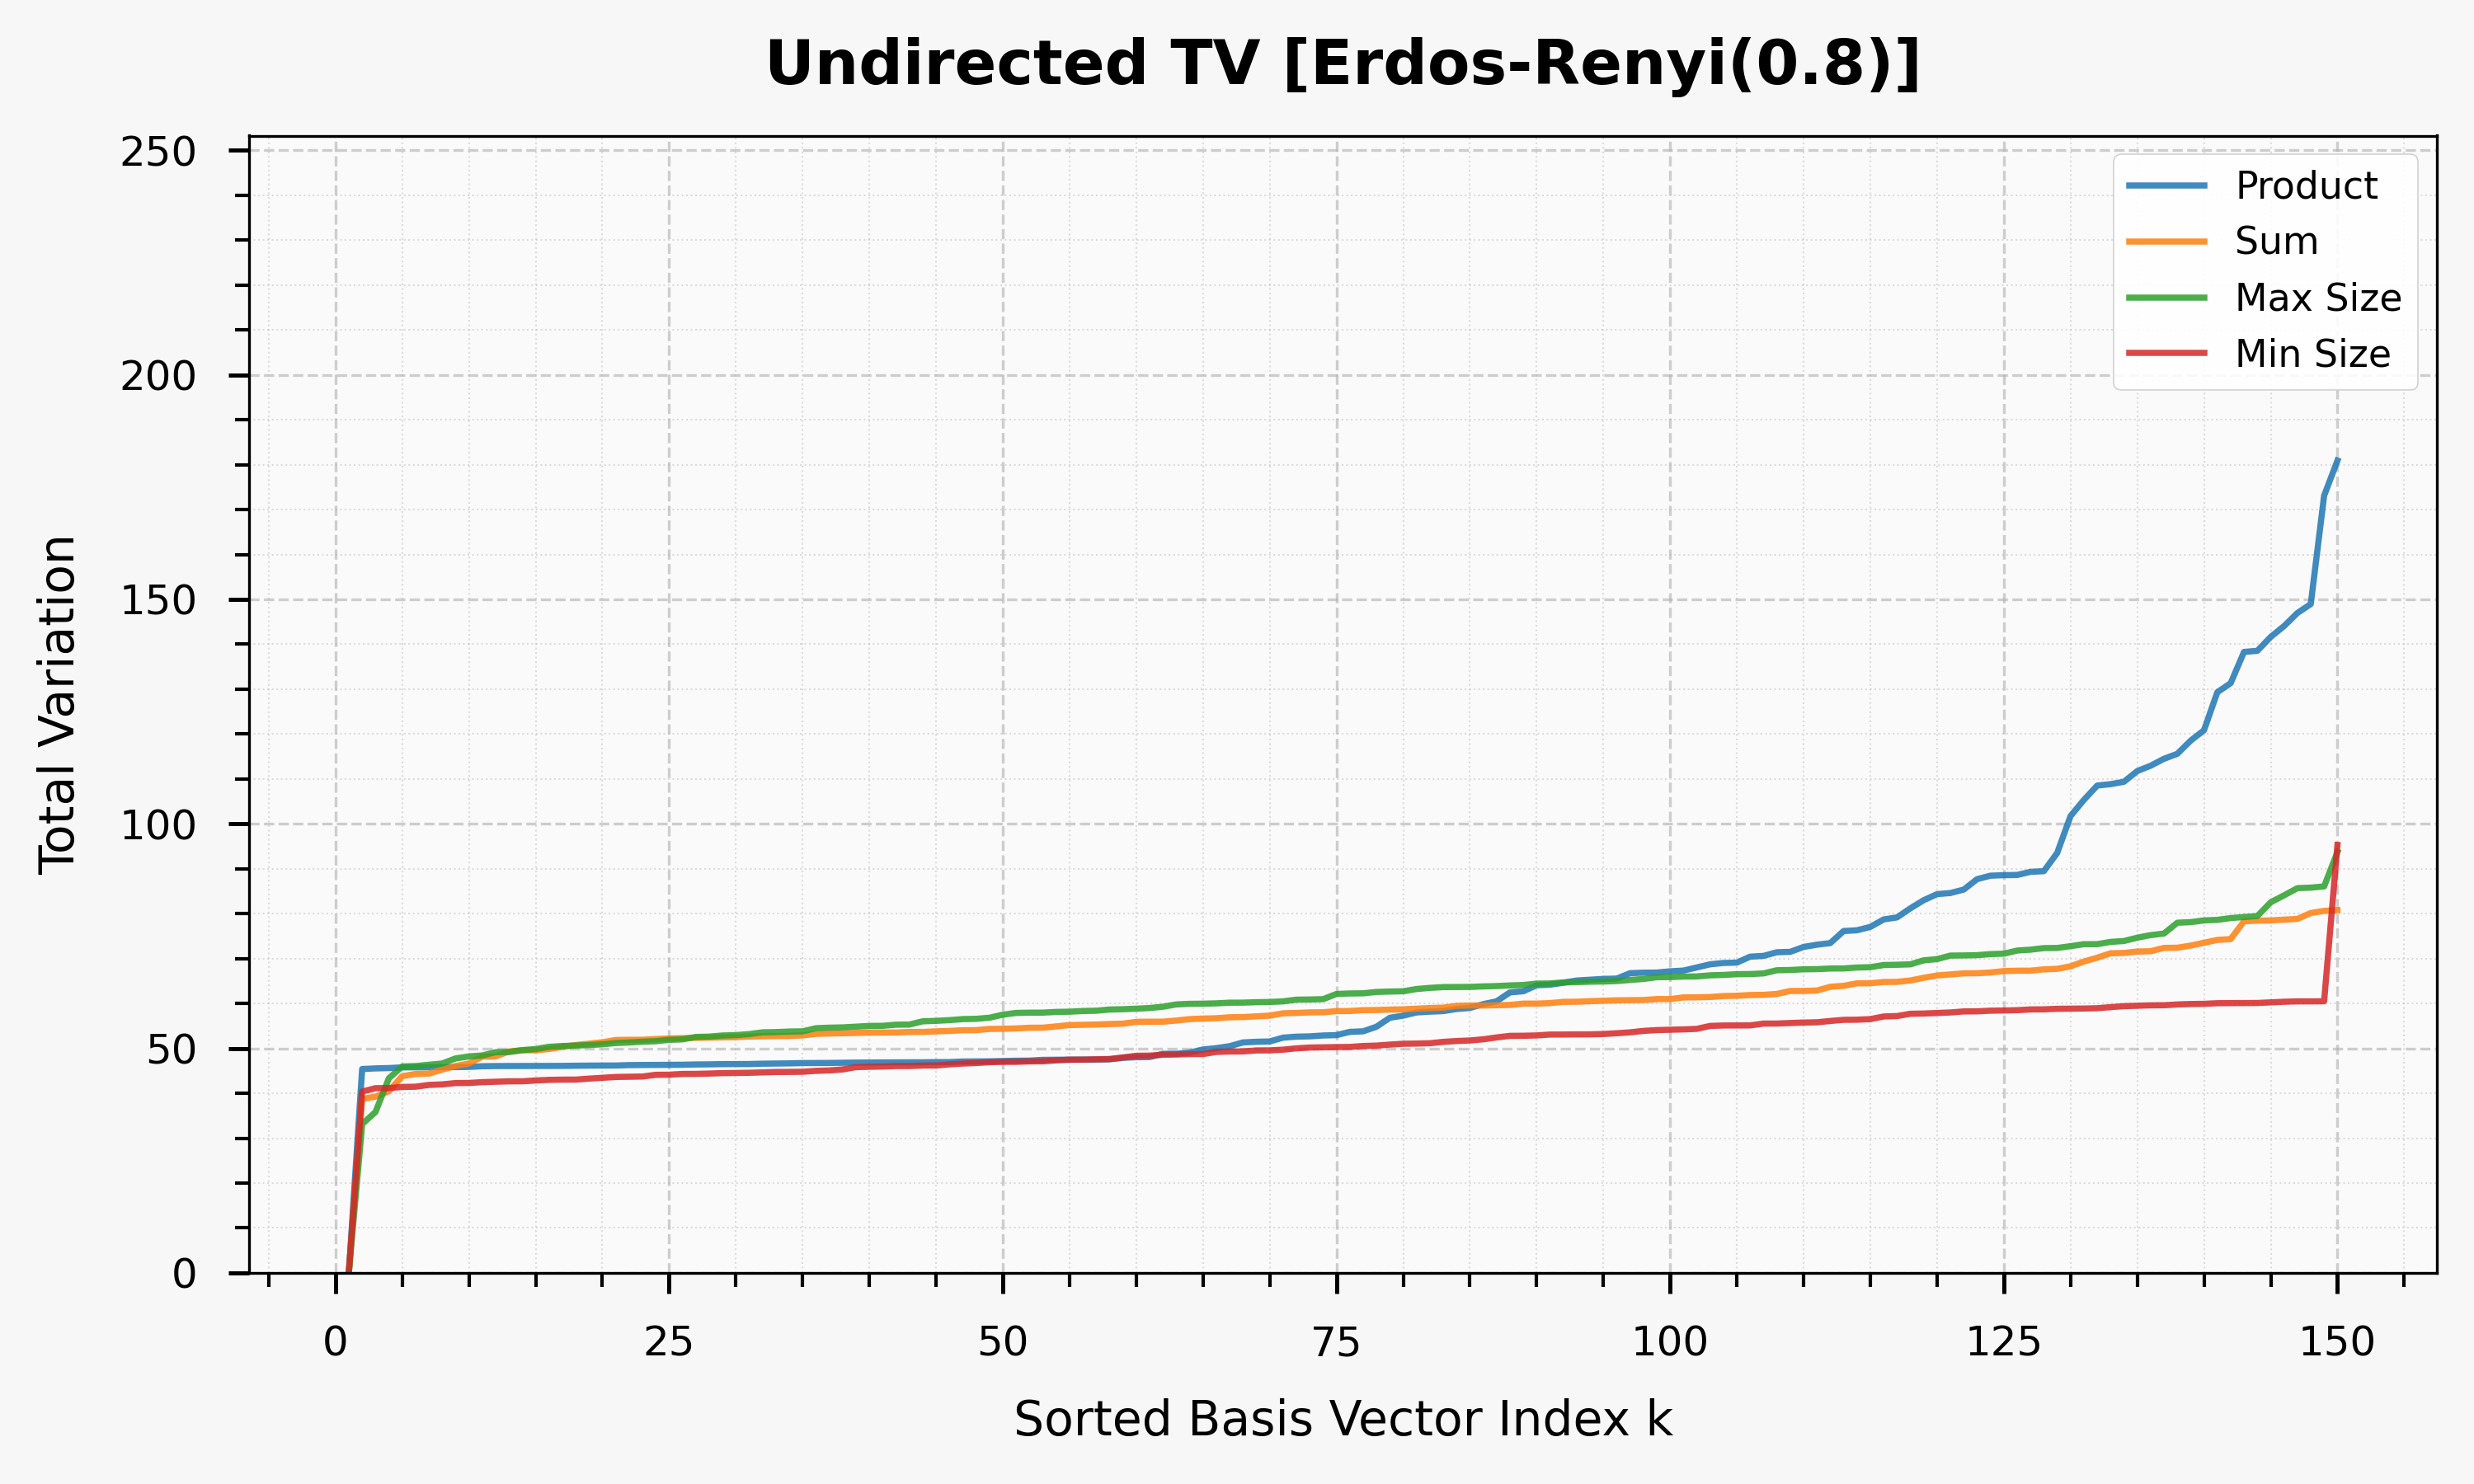 Undirected TV [Erdos-Renyi(0.8)]
250
200
150
100
50
0
Total Variation
Product
Sum
Max Size
Min Size
0 25 50 75 100 125 150
Sorted Basis Vector Index k